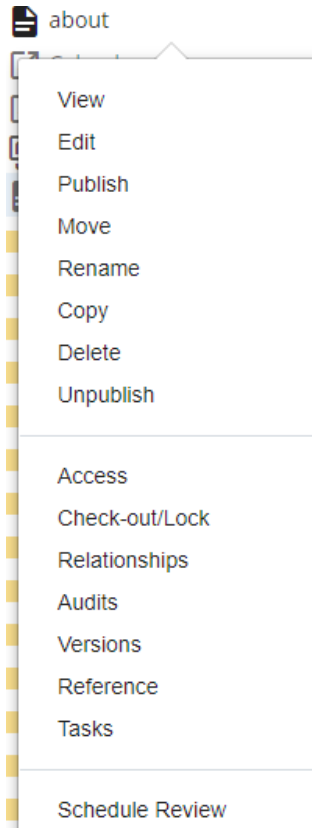 about
View
Edit
Publish
Move
Rename
Copy
Delete
Unpublish
Access
Check-out/Lock
Relationships
Audits
Versions
Reference
Tasks
Schedule Review